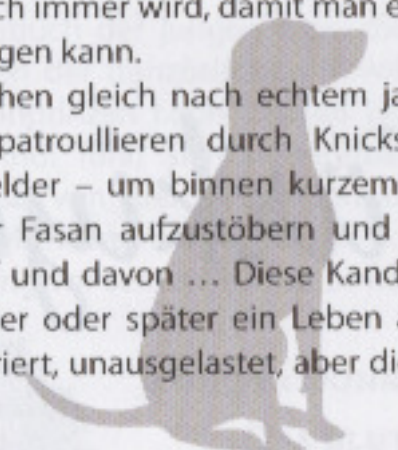 ch immer wird, damit man e
gen kann.
hen gleich nach echtem ja
patroullieren durch Knicks
elder – um binnen kurzem
r Fasan aufzustöbern und
und davon ... Diese Kand
er oder später ein Leben
riert, unausgelastet, aber di